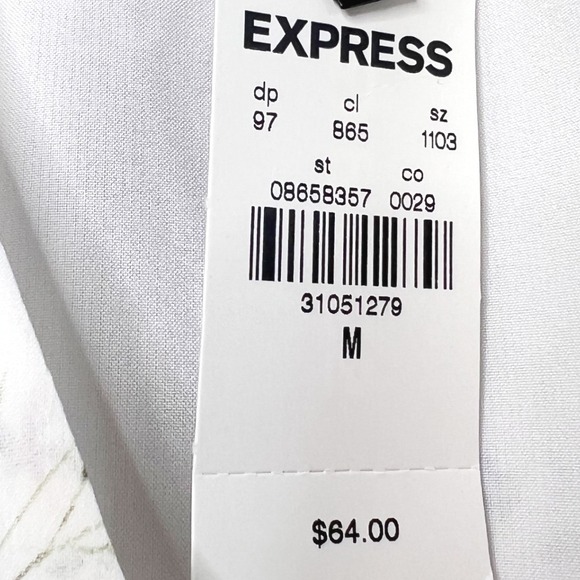 EXPRESS
dp cl sz
97 865 1103
st co
08658357 0029
31051279
M
$64.00